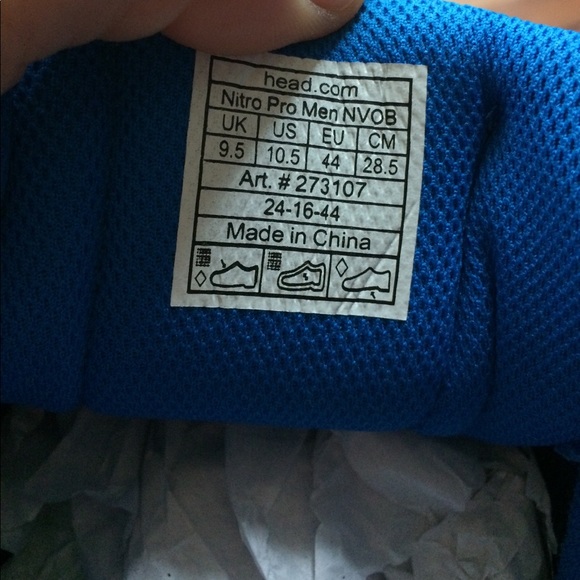 head.com
Nitro Pro Men NVOB
UK US EU CM
9.5 10.5 44 28.5
Art. # 273107
24-16-44
Made in China